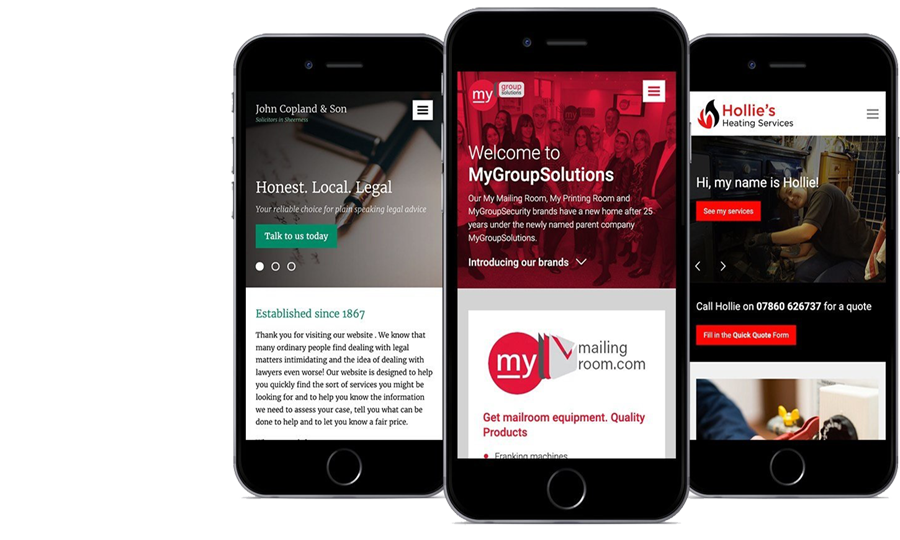 John Copland & Son
Solicitors in Sheerness
Honest. Local. Legal
Your reliable choice for plain speaking legal advice
Talk to us today
Established since 1867
Thank you for visiting our website . We know that
many ordinary people find dealing with legal
matters intimidating and the idea of dealing with
lawyers even worse! Our website is designed to help
you quickly find the sort of services you might be
looking for and to help you know the information
we need to assess your case, tell you what can be
done to help and to let you know a fair price.
my
group
solutions
Welcome to
MyGroupSolutions
Our My Mailing Room, My Printing Room and
MyGroupSecurity brands have a new home after 25
years under the newly named parent company
MyGroupSolutions.
Introducing our brands
my
mailing
room.com
Get mailroom equipment. Quality
Products
Franking machines
Hollie's
Heating Services
Hi, my name is Hollie!
See my services
Call Hollie on 07860 626737 for a quote
Fill in the Quick Quote Form